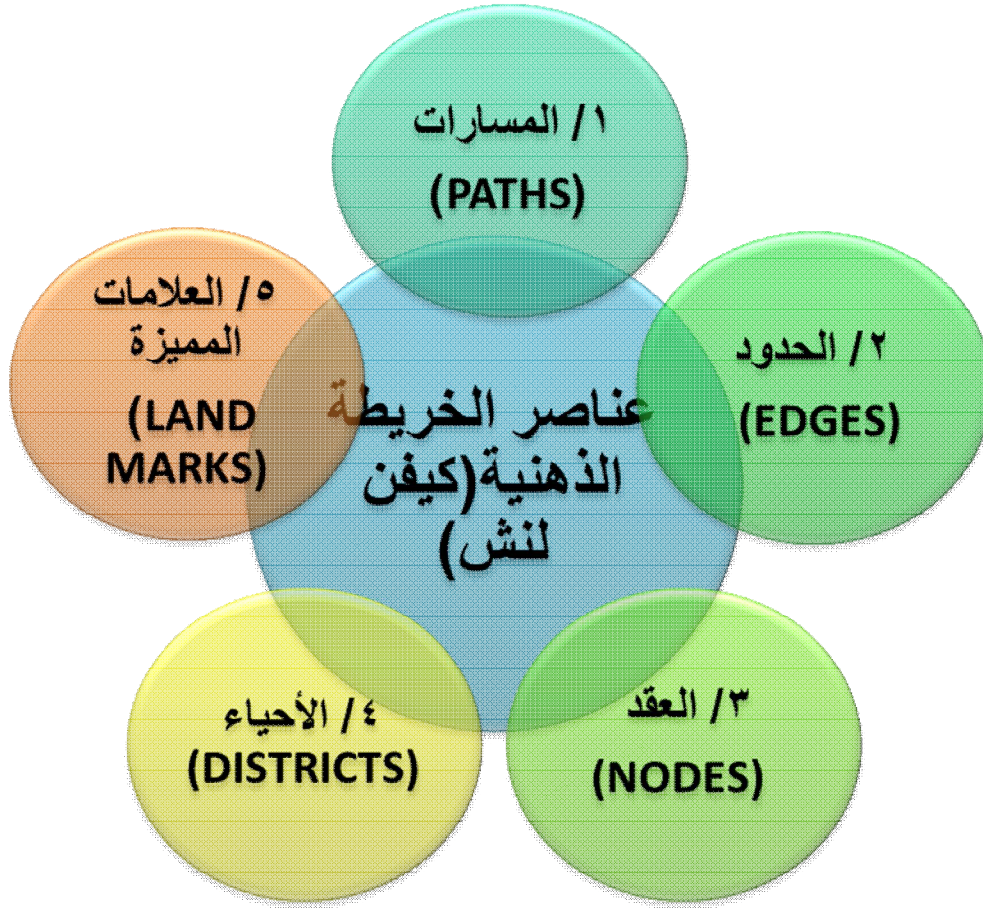 ١/ المسارات
(PATHS)
٢/ الحدود
(EDGES)
٣/ العقد
(NODES)
٤/ الأحياء
(DISTRICTS)
٥/ العلامات
المميزة
(LAND
MARKS)
عناصر الخريطة
الذهنية(كيفن
لنش)